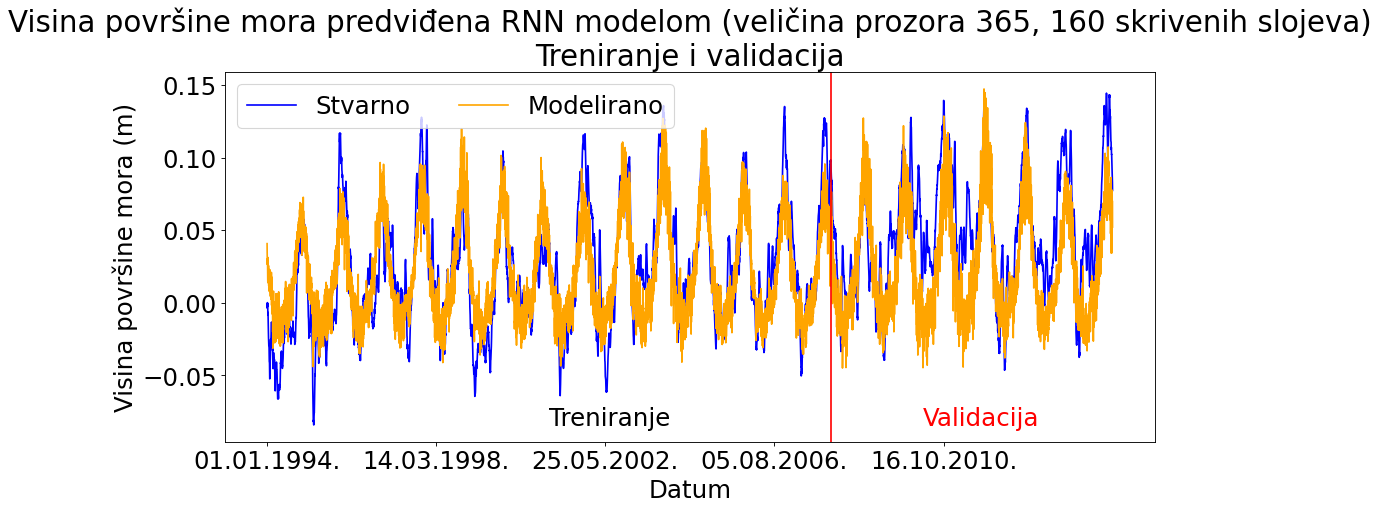 Visina površine mora predviđena RNN modelom (veličina prozora 365, 160 skrivenih slojeva)
Treniranje i validacija
Stvarno
Modelirano
Visina površine mora (m)
0.15
0.10
0.05
0.00
−0.05
Treniranje
Validacija
01.01.1994.
14.03.1998.
25.05.2002.
05.08.2006.
16.10.2010.
Datum